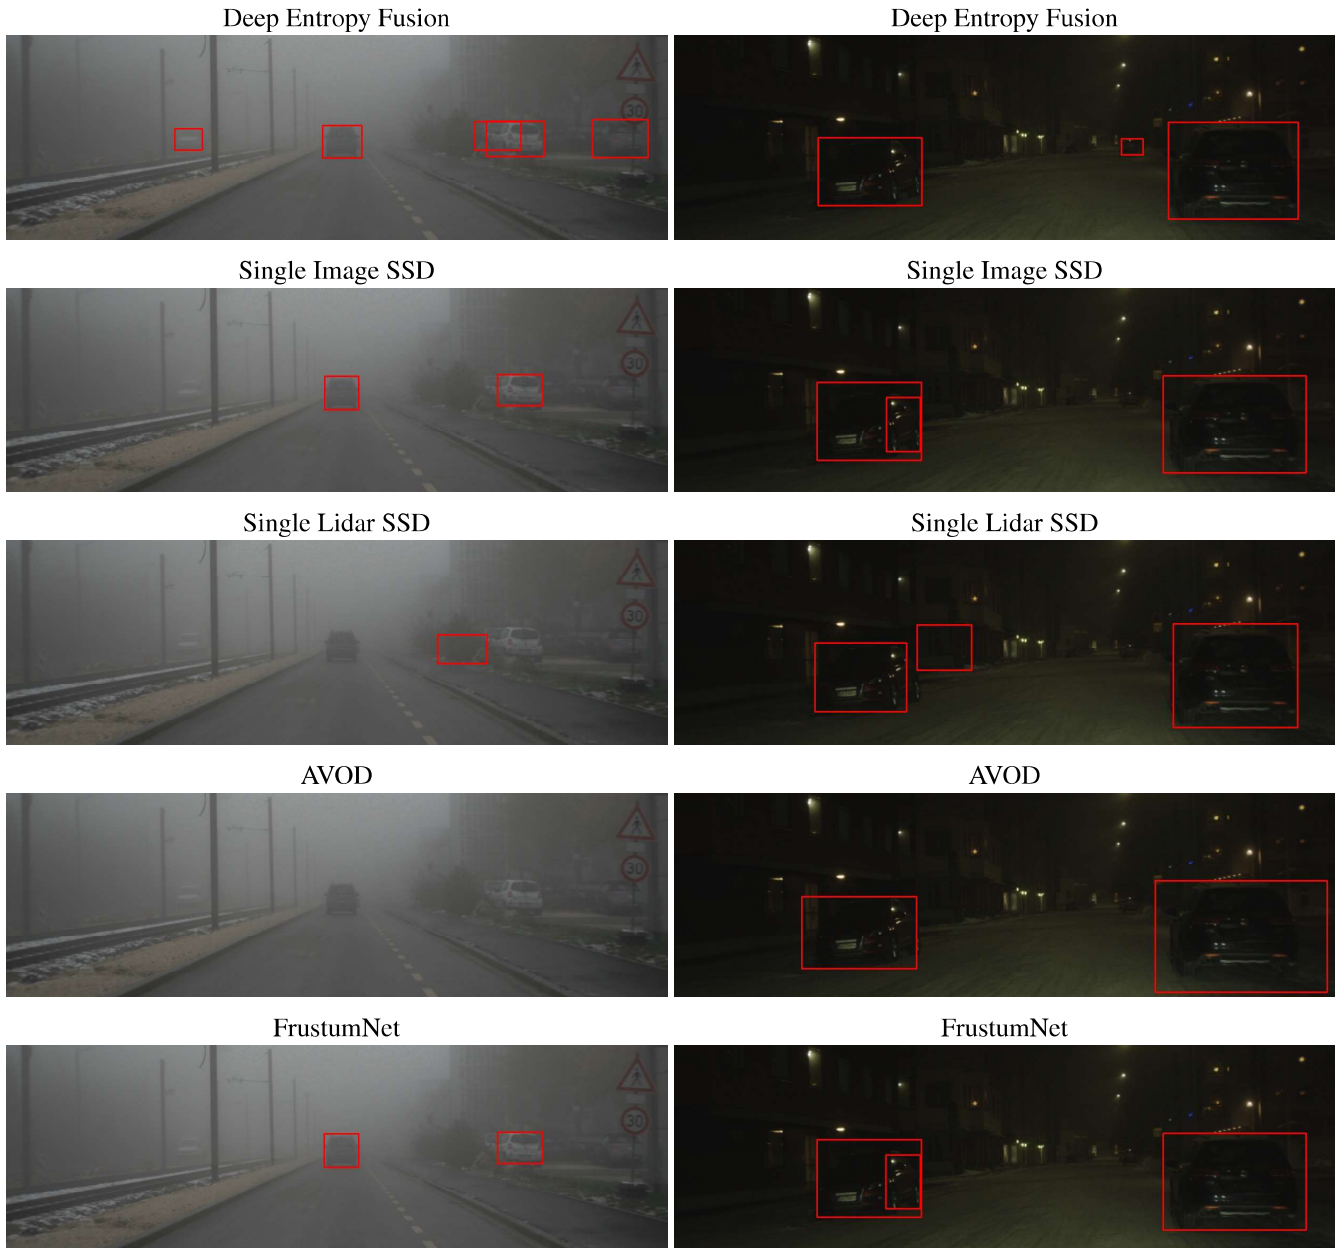 Deep Entropy Fusion
Deep Entropy Fusion
30
Single Image SSD
Single Image SSD
30
Single Lidar SSD
Single Lidar SSD
30
AVOD
AVOD
30
FrustumNet
FrustumNet
30